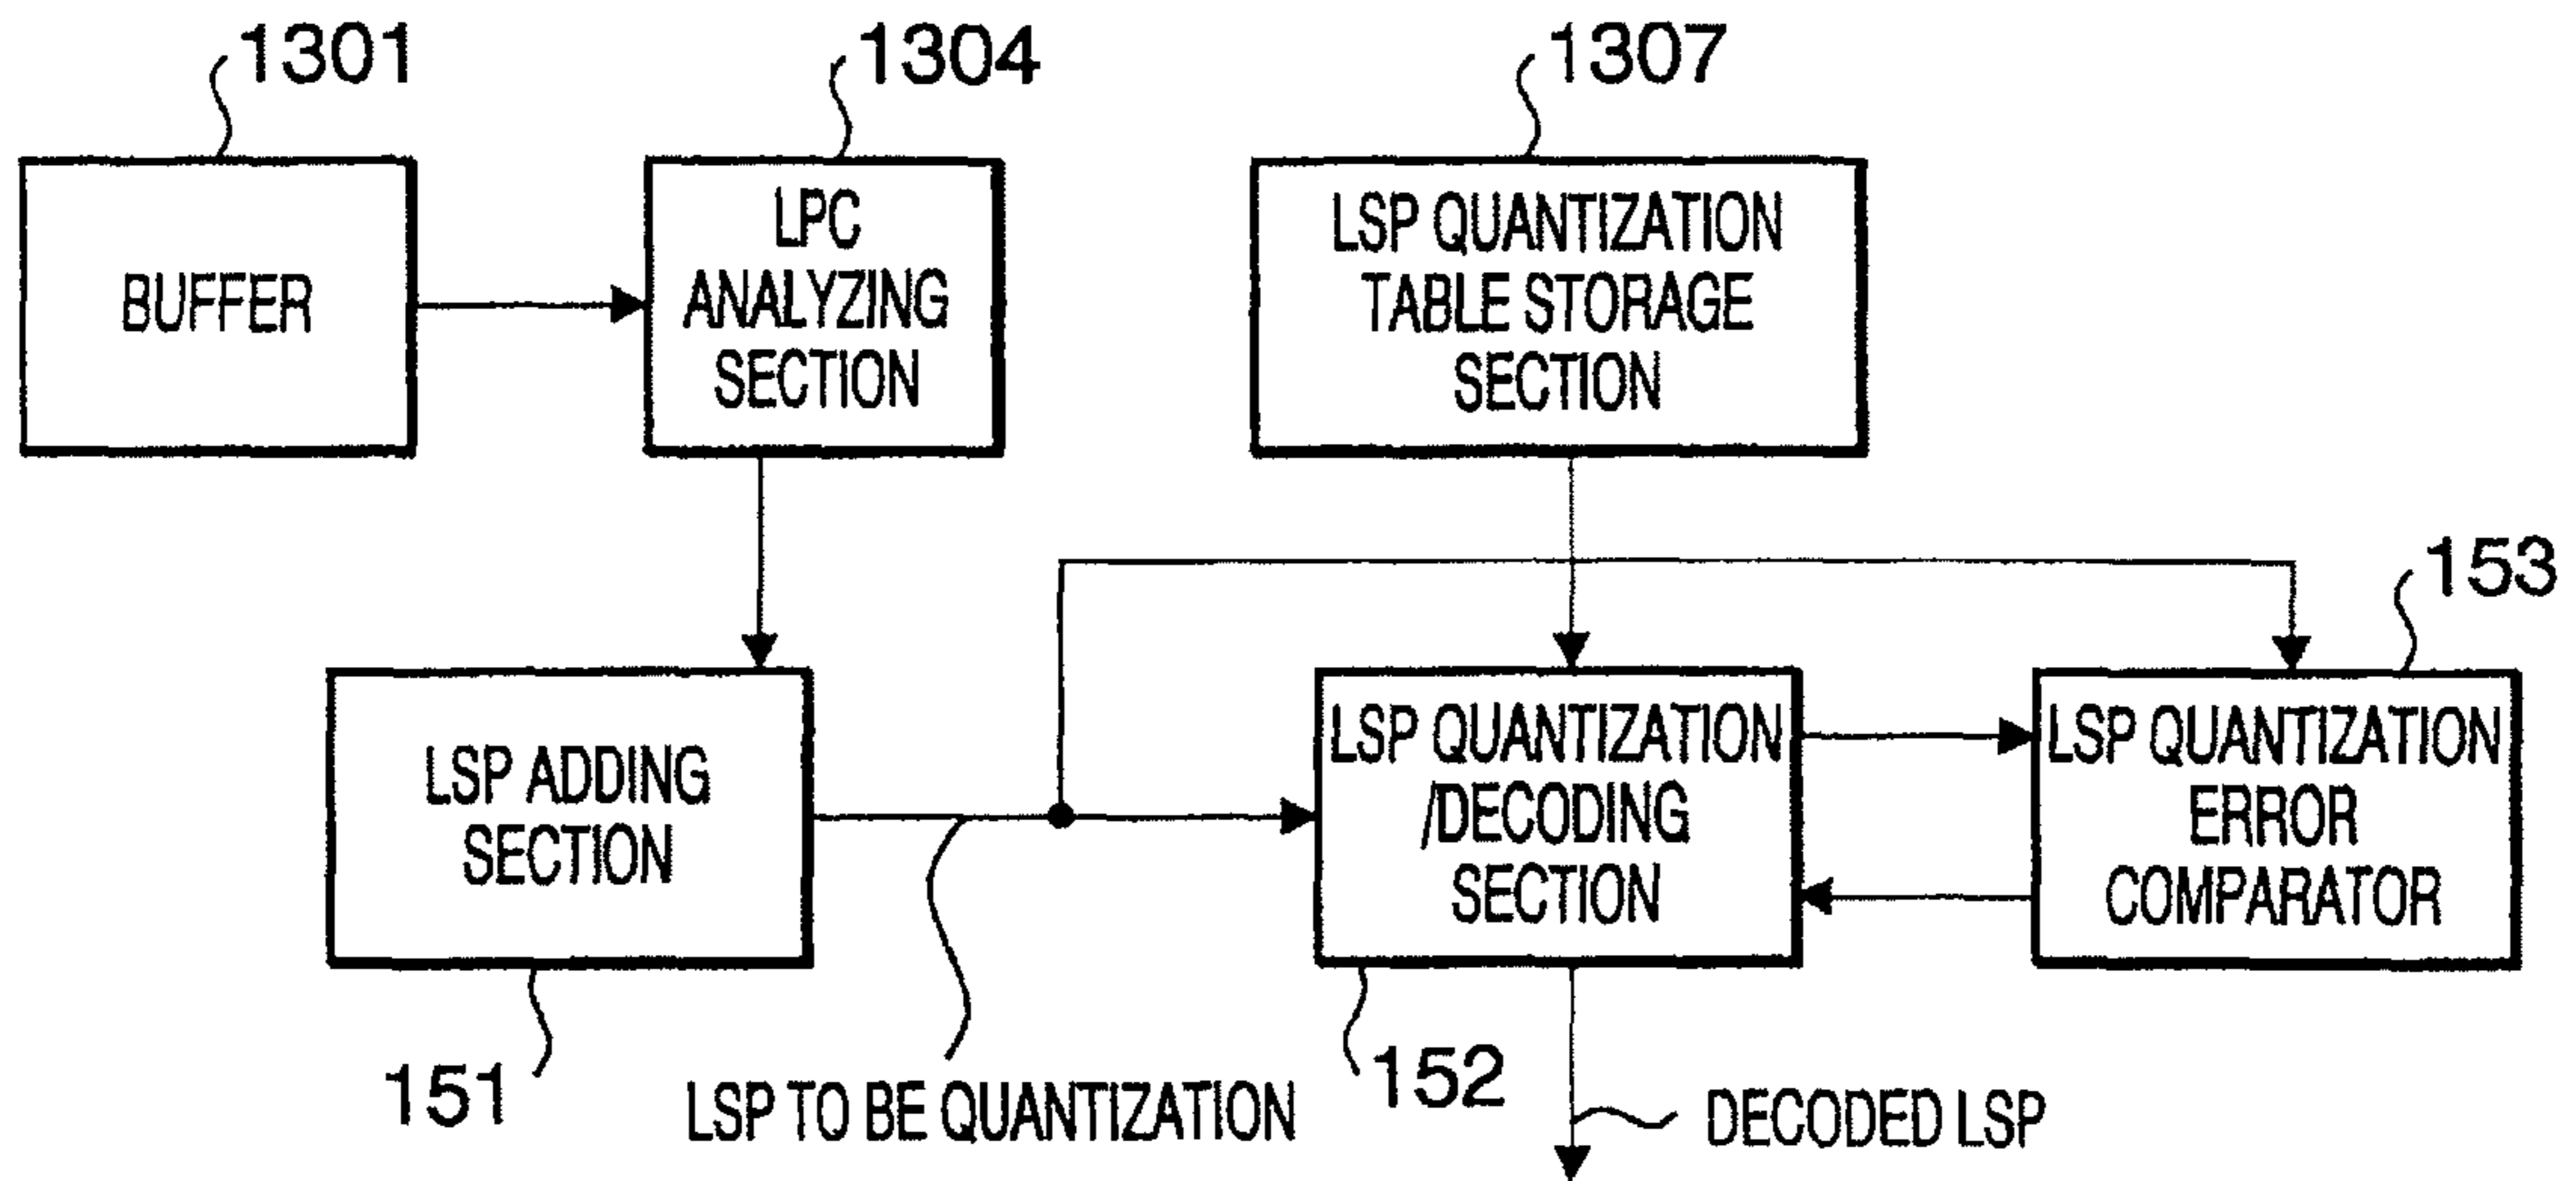 1301
1304
1307
BUFFER
LPC
ANALYZING
SECTION
LSP QUANTIZATION
TABLE STORAGE
SECTION
153
LSP ADDING
SECTION
LSP QUANTIZATION
/DECODING
SECTION
LSP QUANTIZATION
ERROR
COMPARATOR
151
LSP TO BE QUANTIZATION
152
DECODED LSP